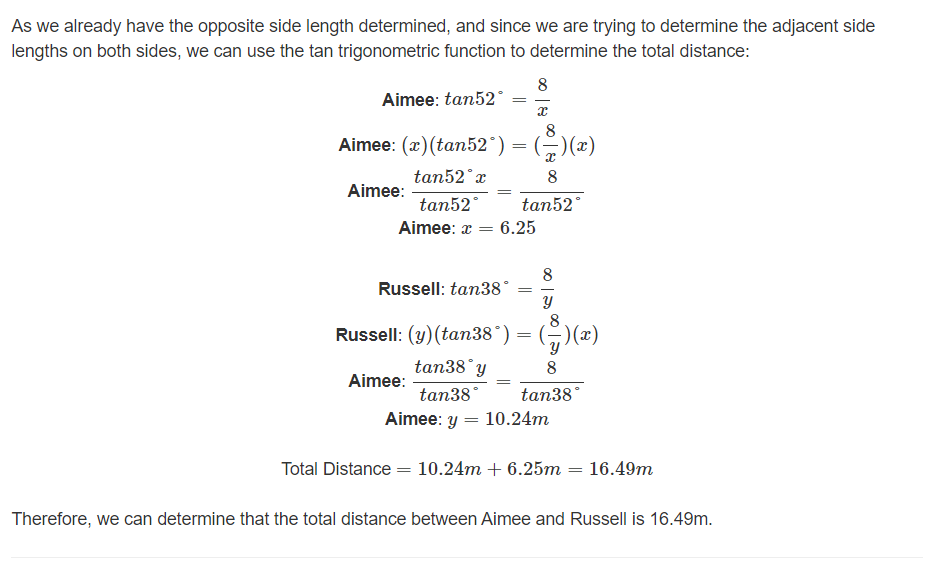 As we already have the opposite side length determined, and since we are trying to determine the adjacent side
lengths on both sides, we can use the tan trigonometric function to determine the total distance:
Aimee: tan52° = 8/x
Aimee: (x)(tan52°) = (8/x)(x)
Aimee: tan52°x/tan52° = 8/tan52°
Aimee: x = 6.25
Russell: tan38° = 8/y
Russell: (y)(tan38°) = (8/y)(x)
Aimee: tan38°y/tan38° = 8/tan38°
Aimee: y = 10.24m
Total Distance = 10.24m + 6.25m = 16.49m
Therefore, we can determine that the total distance between Aimee and Russell is 16.49m.